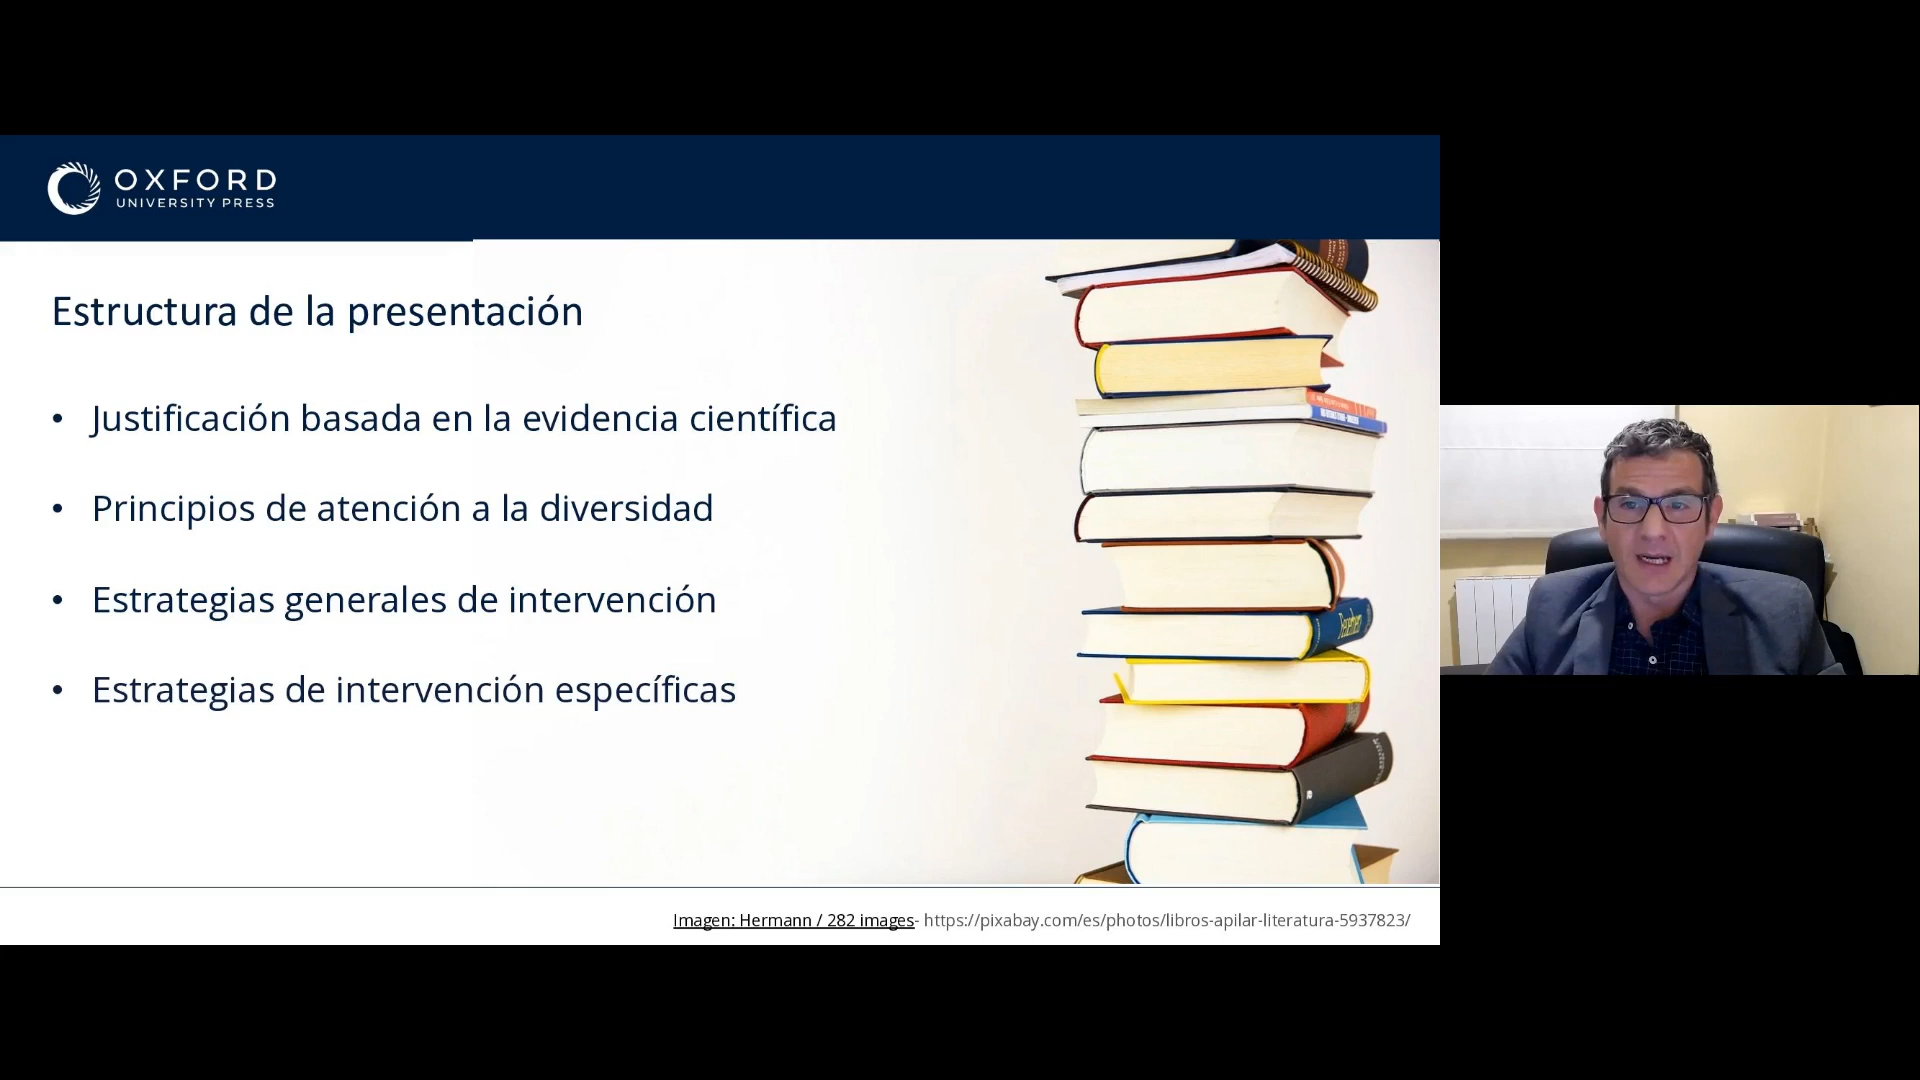 OXFORD
UNIVERSITY PRESS
Estructura de la presentación
• Justificación basada en la evidencia científica
• Principios de atención a la diversidad
• Estrategias generales de intervención
• Estrategias de intervención específicas
Imagen: Hermann / 282 images- https://pixabay.com/es/photos/libros-apilar-literatura-5937823/